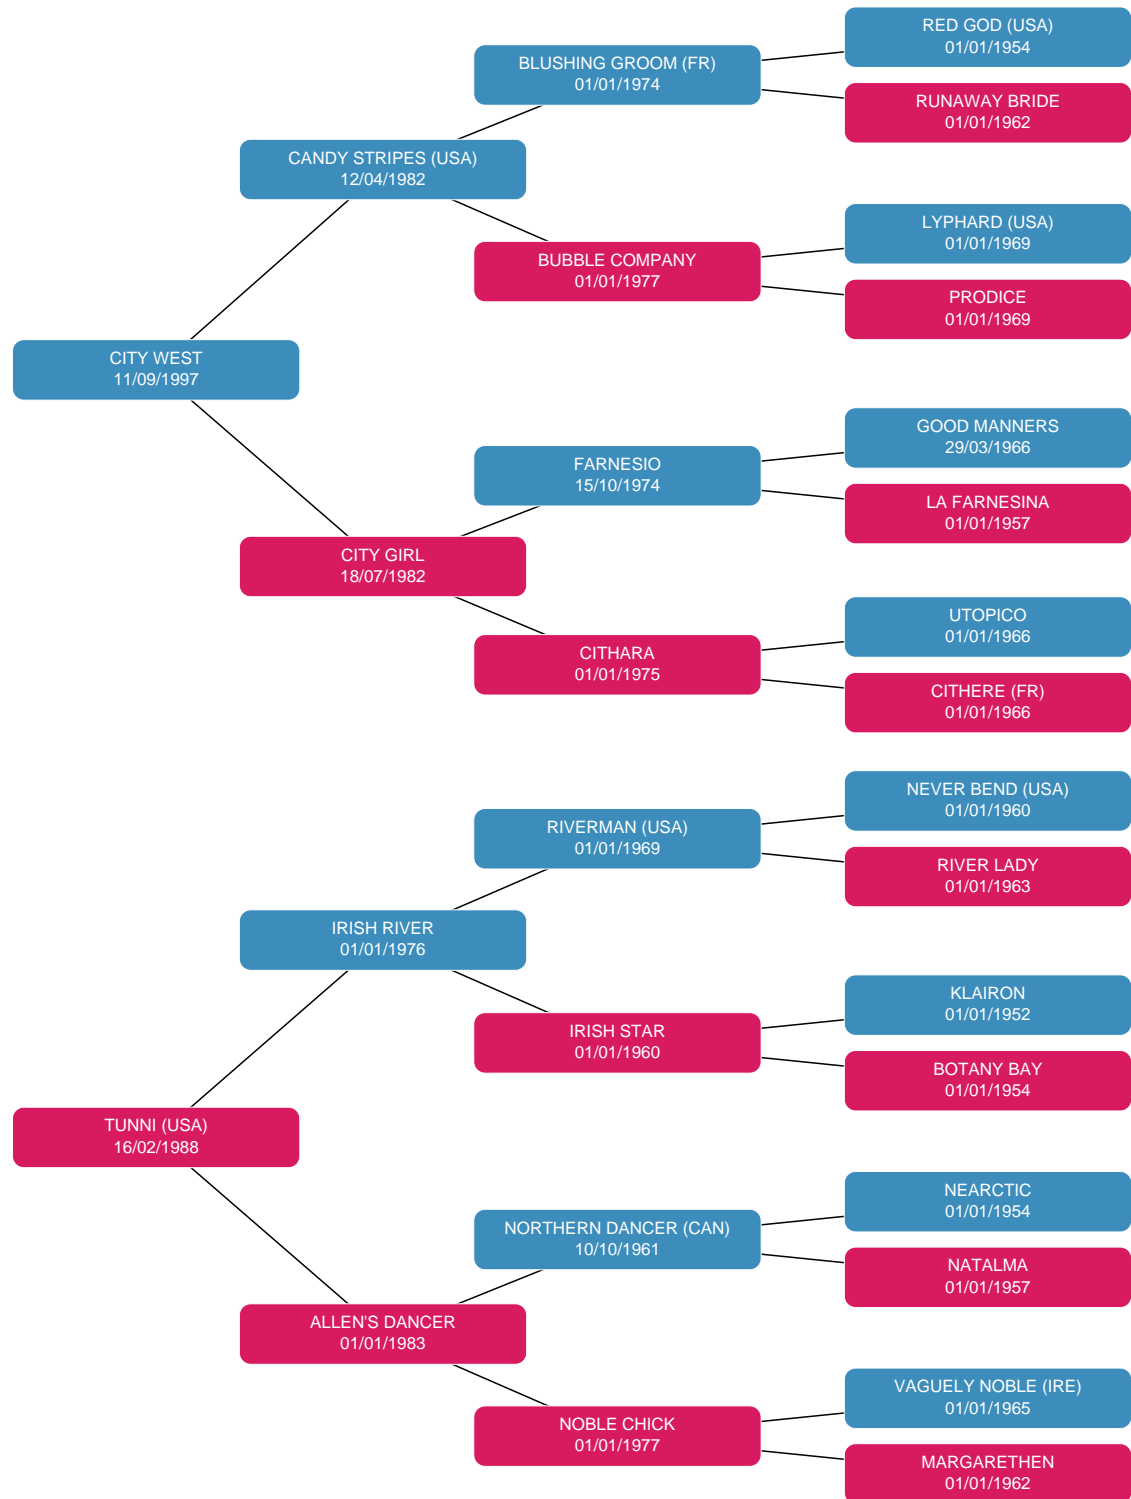 RED GOD (USA)
01/01/1954
BLUSHING GROOM (FR)
01/01/1974
RUNAWAY BRIDE
01/01/1962
CANDY STRIPES (USA)
12/04/1982
LYPHARD (USA)
01/01/1969
BUBBLE COMPANY
01/01/1977
PRODICE
01/01/1969
CITY WEST
11/09/1997
GOOD MANNERS
29/03/1966
FARNESIO
15/10/1974
LA FARNESINA
01/01/1957
CITY GIRL
18/07/1982
UTOPICO
01/01/1966
CITHARA
01/01/1975
CITHERE (FR)
01/01/1966
NEVER BEND (USA)
01/01/1960
RIVERMAN (USA)
01/01/1969
RIVER LADY
01/01/1963
IRISH RIVER
01/01/1976
KLAIRON
01/01/1952
IRISH STAR
01/01/1960
BOTANY BAY
01/01/1954
TUNNI (USA)
16/02/1988
NEARCTIC
01/01/1954
NORTHERN DANCER (CAN)
10/10/1961
NATALMA
01/01/1957
ALLEN'S DANCER
01/01/1983
VAGUELY NOBLE (IRE)
01/01/1965
NOBLE CHICK
01/01/1977
MARGARETHEN
01/01/1962